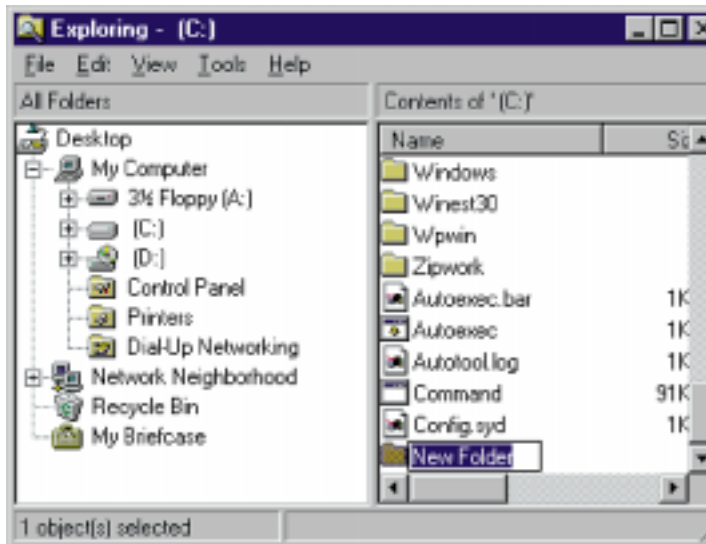 Exploring - (C:)
File Edit View Tools Help
All Folders
Contents of '(C:)'
Desktop
My Computer
3½ Floppy (A:)
(C:)
(D:)
Control Panel
Printers
Dial-Up Networking
Network Neighborhood
Recycle Bin
My Briefcase
Name Siz
Windows
Winest30
Wpwin
Zipwork
Autoexec.bar 1K
Autoexec 1K
Autotool.log 1K
Command 91K
Config.syd 1K
New Folder
1 object(s) selected